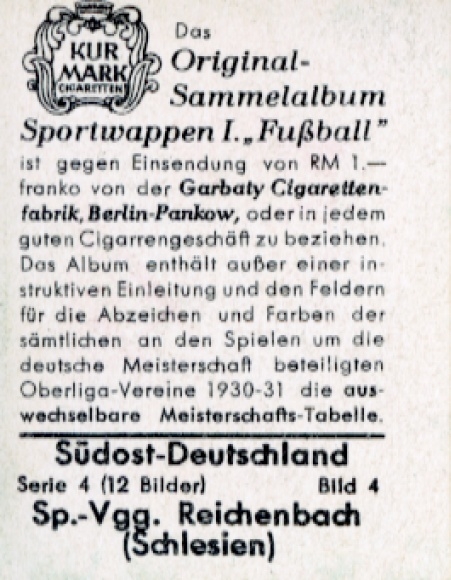 KUR
MARK
CIGARETTEN
Das
Original-
Sammelalbum
Sportwappen I. „Fußball”
ist gegen Einsendung von RM 1.—
franko von der Garbaty Cigaretten-
fabrik, Berlin-Pankow, oder in jedem
guten Cigarrengeschäft zu beziehen.
Das Album enthält außer einer in-
struktiven Einleitung und den Feldern
für die Abzeichen und Farben der
sämtlichen an den Spielen um die
deutsche Meisterschaft beteiligten
Oberliga-Vereine 1930-31 die aus-
wechselbare Meisterschafts-Tabelle.
Südost-Deutschland
Serie 4 (12 Bilder) Bild 4
Sp.-Vgg. Reichenbach
(Schlesien)